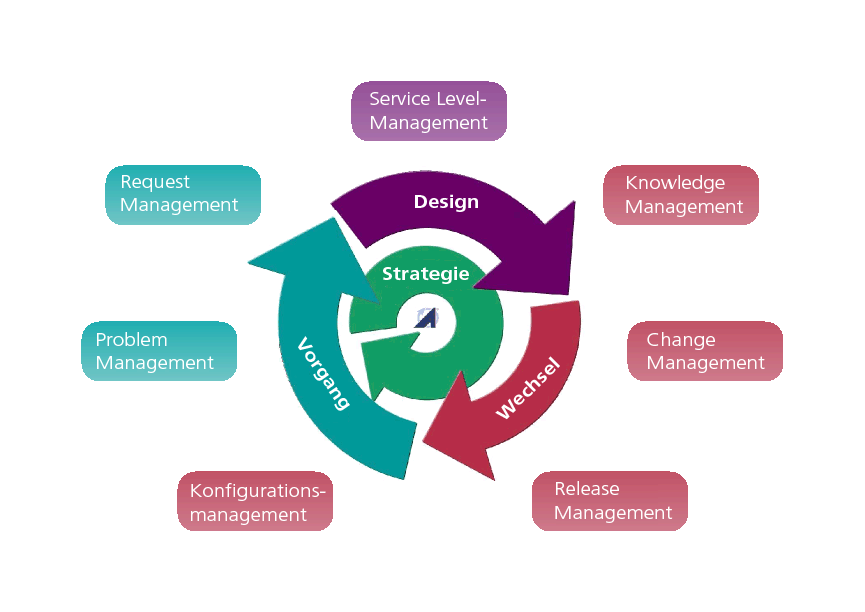 Service Level-
Management
Request
Management
Knowledge
Management
Design
Strategie
Problem
Management
Change
Management
Vorgang
Wechsel
Konfigurations-
management
Release
Management